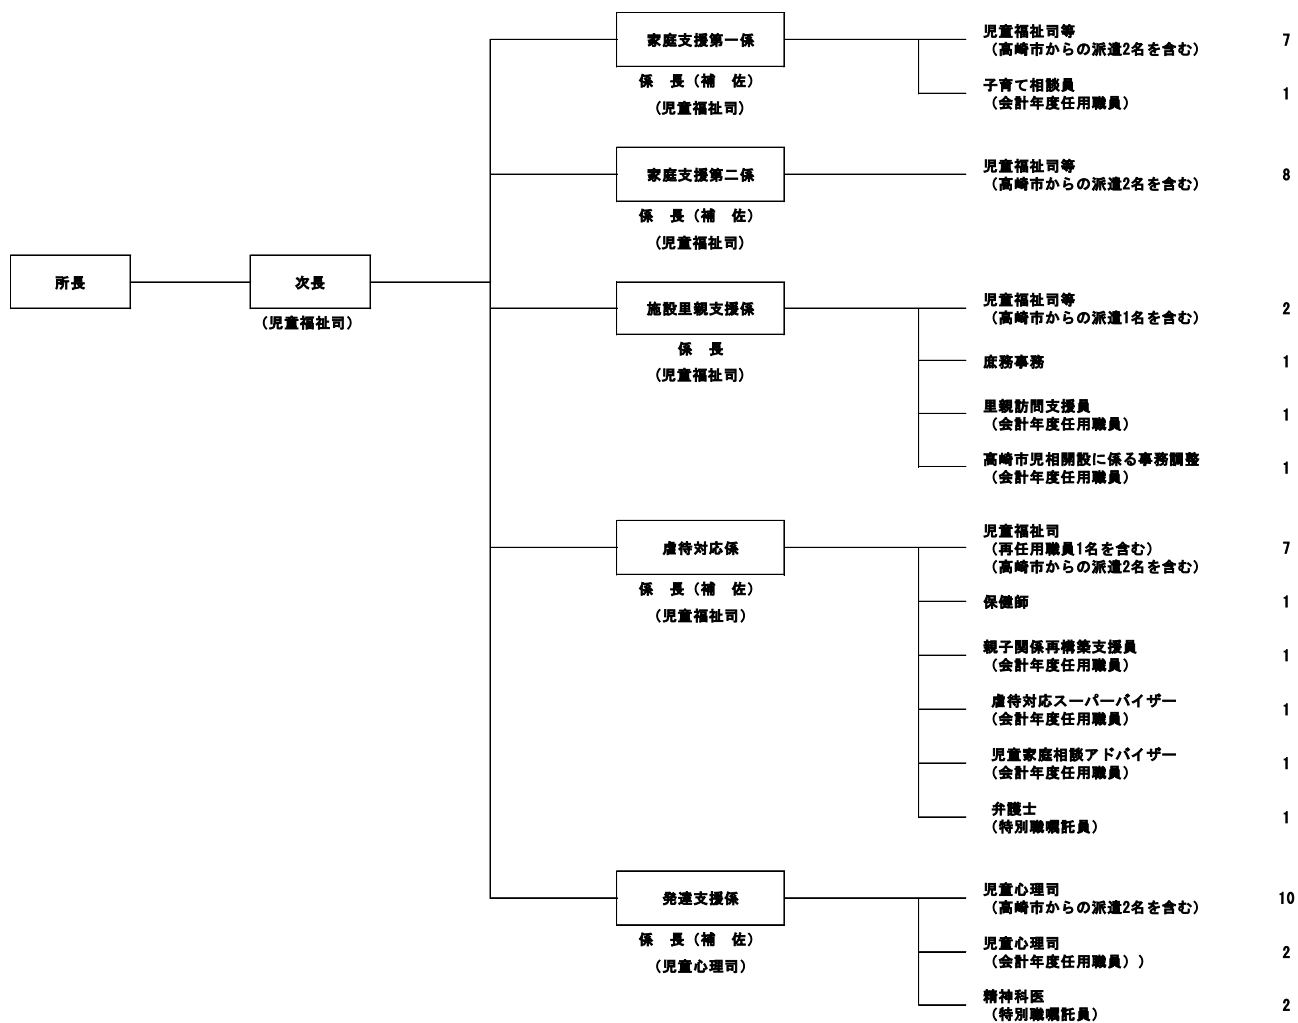 所長
次長
(児童福祉司)
家庭支援第一係
係　長（補　佐）
（児童福祉司）
児童福祉司等
（高崎市からの派遣2名を含む）
7
子育て相談員
（会計年度任用職員）
1
家庭支援第二係
係　長（補　佐）
（児童福祉司）
児童福祉司等
（高崎市からの派遣2名を含む）
8
施設里親支援係
係　長
（児童福祉司）
児童福祉司等
（高崎市からの派遣1名を含む）
2
庶務事務
1
里親訪問支援員
（会計年度任用職員）
1
高崎市児相開設に係る事務調整
（会計年度任用職員）
1
虐待対応係
係　長（補　佐）
（児童福祉司）
児童福祉司
（再任用職員1名を含む）
（高崎市からの派遣2名を含む）
7
保健師
1
親子関係再構築支援員
（会計年度任用職員）
1
虐待対応スーパーバイザー
（会計年度任用職員）
1
児童家庭相談アドバイザー
（会計年度任用職員）
1
弁護士
（特別職嘱託員）
1
発達支援係
係　長（補　佐）
（児童心理司）
児童心理司
（高崎市からの派遣2名を含む）
10
児童心理司
（会計年度任用職員））
2
精神科医
（特別職嘱託員）
2